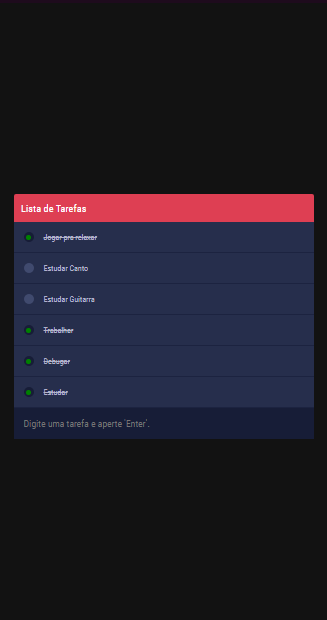 Lista de Tarefas
Jogar pra relaxar
Estudar Canto
Estudar Guitarra
Trabalhar
Debugar
Estudar
Digite uma tarefa e aperte 'Enter'.